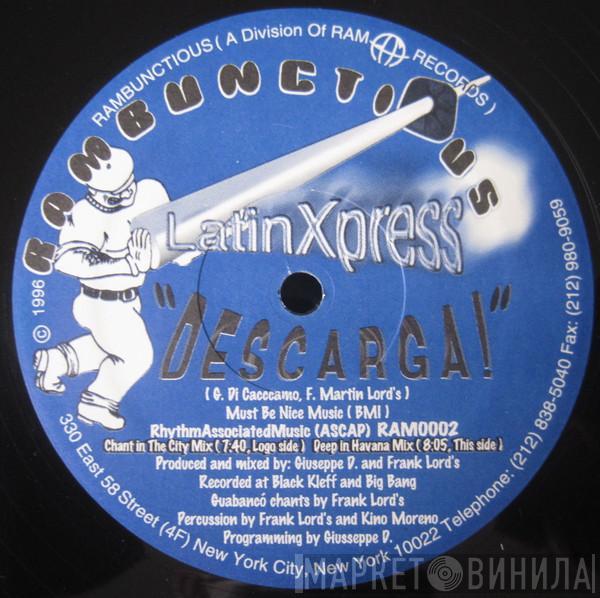 RAMBUNCTIOUS ( A Division Of RAM RECORDS )
RAMBUNCTIOUS
LatinXpress
"DESCARGA!"
( G. Di Cacccamo, F. Martin Lord's )
Must Be Nice Music ( BMI )
RhythmAssociatedMusic (ASCAP) RAM0002
Chant in The City Mix ( 7:40, Logo side ) Deep in Havana Mix ( 8:05, This side )
Produced and mixed by: Giuseppe D. and Frank Lord's
Recorded at Black Kleff and Big Bang
Guabancó chants by Frank Lord's
Percussion by Frank Lord's and Kino Moreno
Programming by Giusseppe D.
© 1996
330 East 58 Street (4F) New York City, New York 10022 Telephone: (212) 838-5040 Fax: (212) 980-9059
МАРКЕТ ВИНИЛА